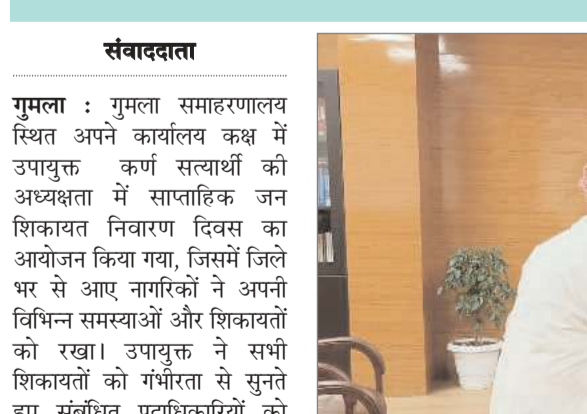 संवाददाता
गुमला : गुमला समाहरणालय
स्थित अपने कार्यालय कक्ष में
उपायुक्त कर्ण सत्यार्थी की
अध्यक्षता में साप्ताहिक जन
शिकायत निवारण दिवस का
आयोजन किया गया, जिसमें जिले
भर से आए नागरिकों ने अपनी
विभिन्न समस्याओं और शिकायतों
को रखा। उपायुक्त ने सभी
शिकायतों को गंभीरता से सुनते
हुए संबंधित पदाधिकारियों को